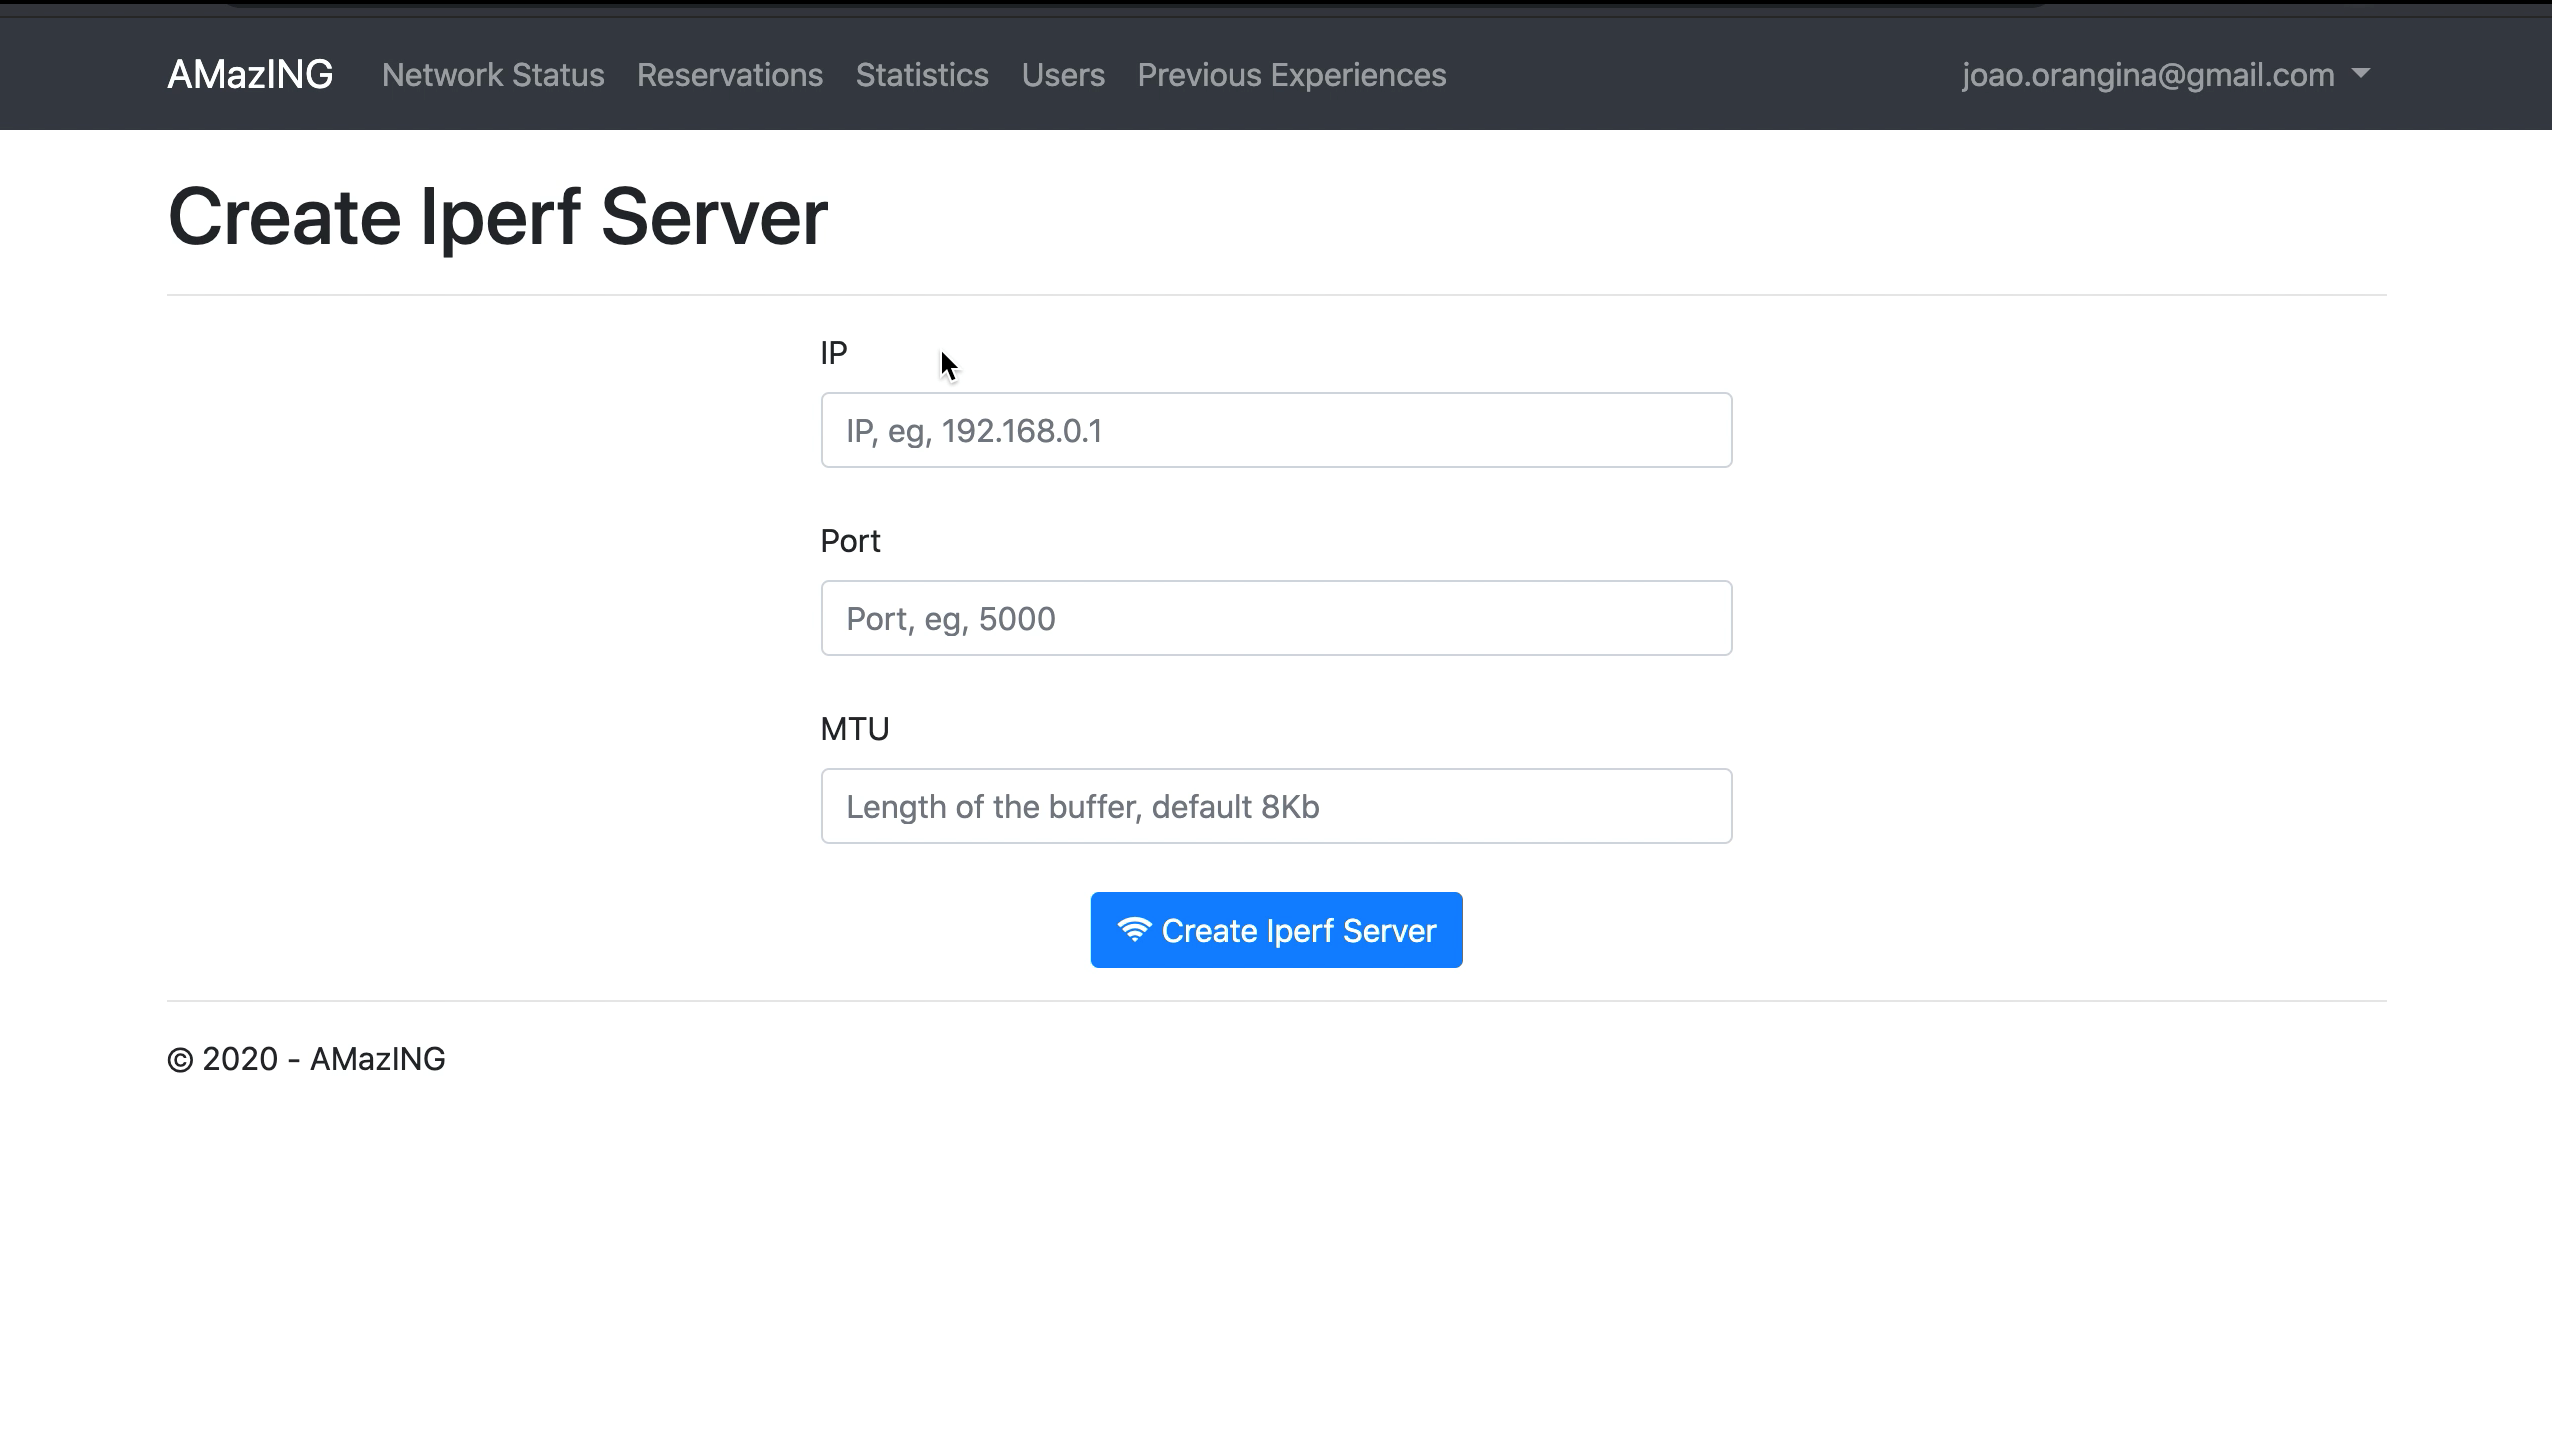 AMazING Network Status Reservations Statistics Users Previous Experiences joao.orangina@gmail.com
Create Iperf Server
IP
IP, eg, 192.168.0.1
Port
Port, eg, 5000
MTU
Length of the buffer, default 8Kb
Create Iperf Server
© 2020 - AMazING